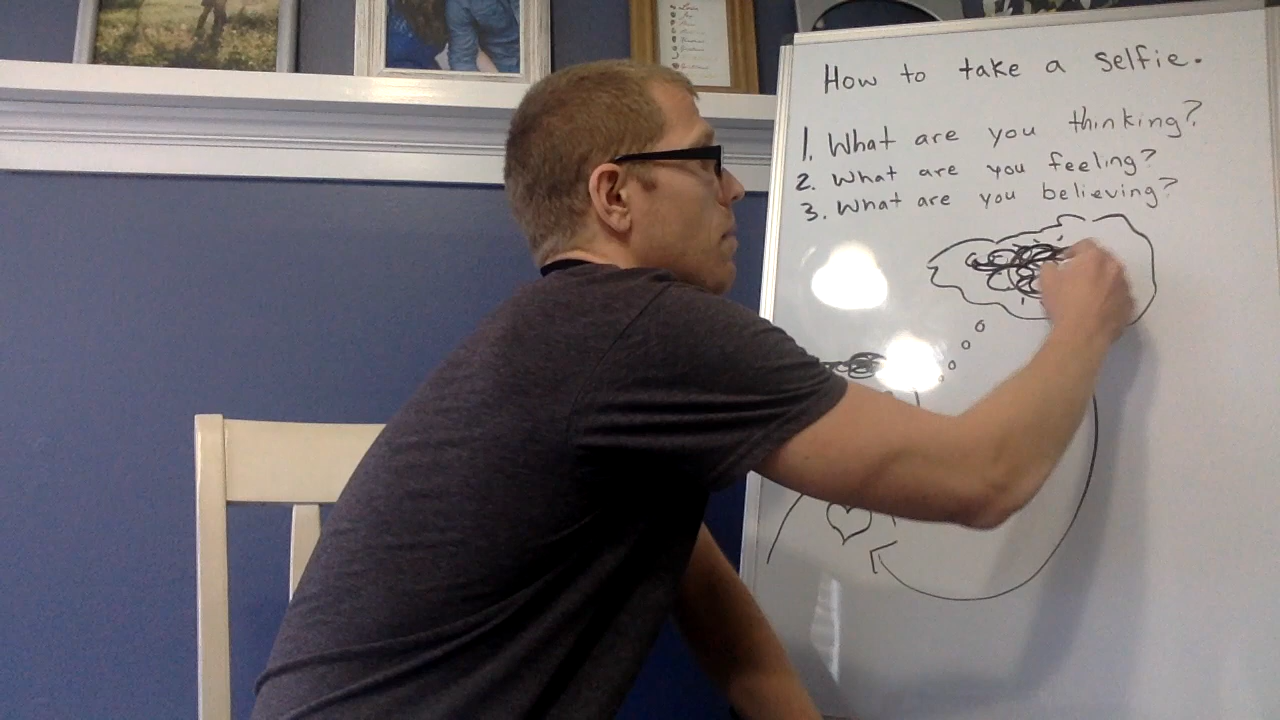 How to take a selfie.
1. What are you thinking?
2. What are you feeling?
3. What are you believing?